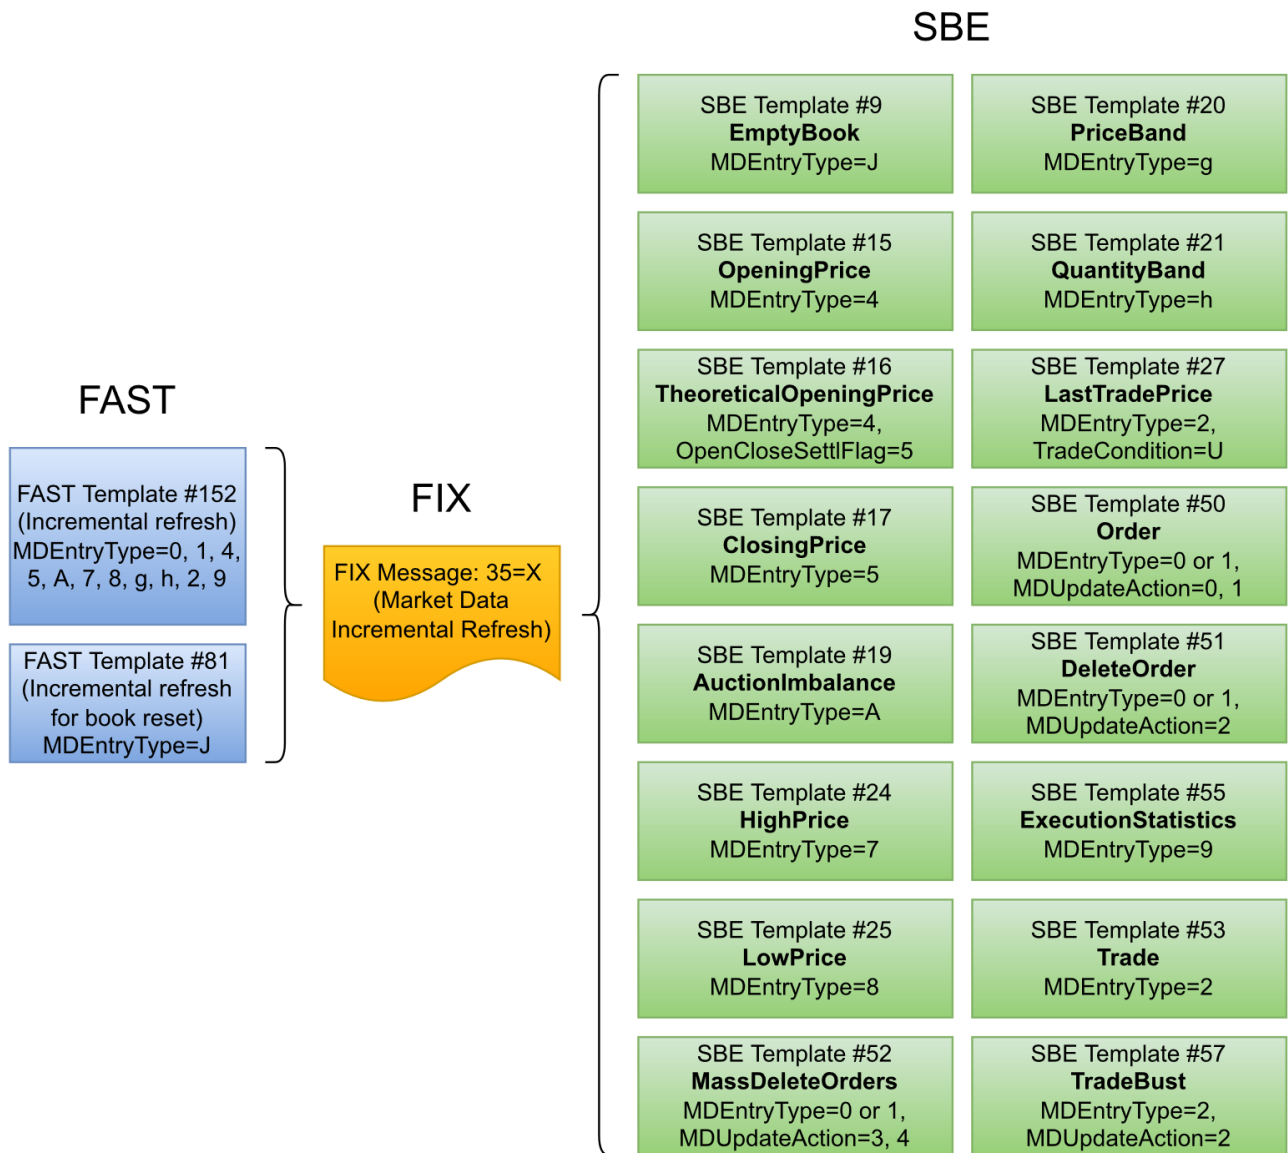 SBE
FAST
FAST Template #152
(Incremental refresh)
MDEntryType=0, 1, 4,
5, A, 7, 8, g, h, 2, 9
FAST Template #81
(Incremental refresh
for book reset)
MDEntryType=J
FIX
FIX Message: 35=X
(Market Data
Incremental Refresh)
SBE Template #9
EmptyBook
MDEntryType=J
SBE Template #20
PriceBand
MDEntryType=g
SBE Template #15
OpeningPrice
MDEntryType=4
SBE Template #21
QuantityBand
MDEntryType=h
SBE Template #16
TheoreticalOpeningPrice
MDEntryType=4,
OpenCloseSettlFlag=5
SBE Template #27
LastTradePrice
MDEntryType=2,
TradeCondition=U
SBE Template #17
ClosingPrice
MDEntryType=5
SBE Template #50
Order
MDEntryType=0 or 1,
MDUpdateAction=0, 1
SBE Template #19
AuctionImbalance
MDEntryType=A
SBE Template #51
DeleteOrder
MDEntryType=0 or 1,
MDUpdateAction=2
SBE Template #24
HighPrice
MDEntryType=7
SBE Template #55
ExecutionStatistics
MDEntryType=9
SBE Template #25
LowPrice
MDEntryType=8
SBE Template #53
Trade
MDEntryType=2
SBE Template #52
MassDeleteOrders
MDEntryType=0 or 1,
MDUpdateAction=3, 4
SBE Template #57
TradeBust
MDEntryType=2,
MDUpdateAction=2